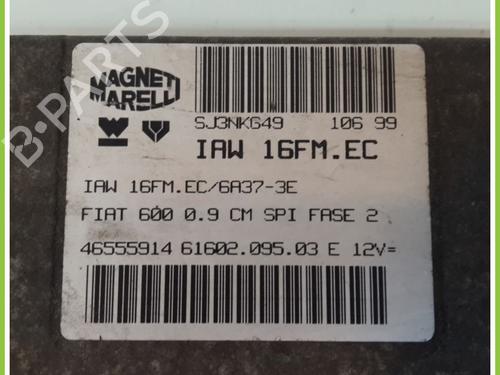 MAGNETI
MARELLI
SJ3NKG49 106 99
IAW 16FM.EC
IAW 16FM.EC/6A37-3E
FIAT 600 0.9 CM SPI FASE 2
46555914 61602.095.03 E 12V=
B-PARTS